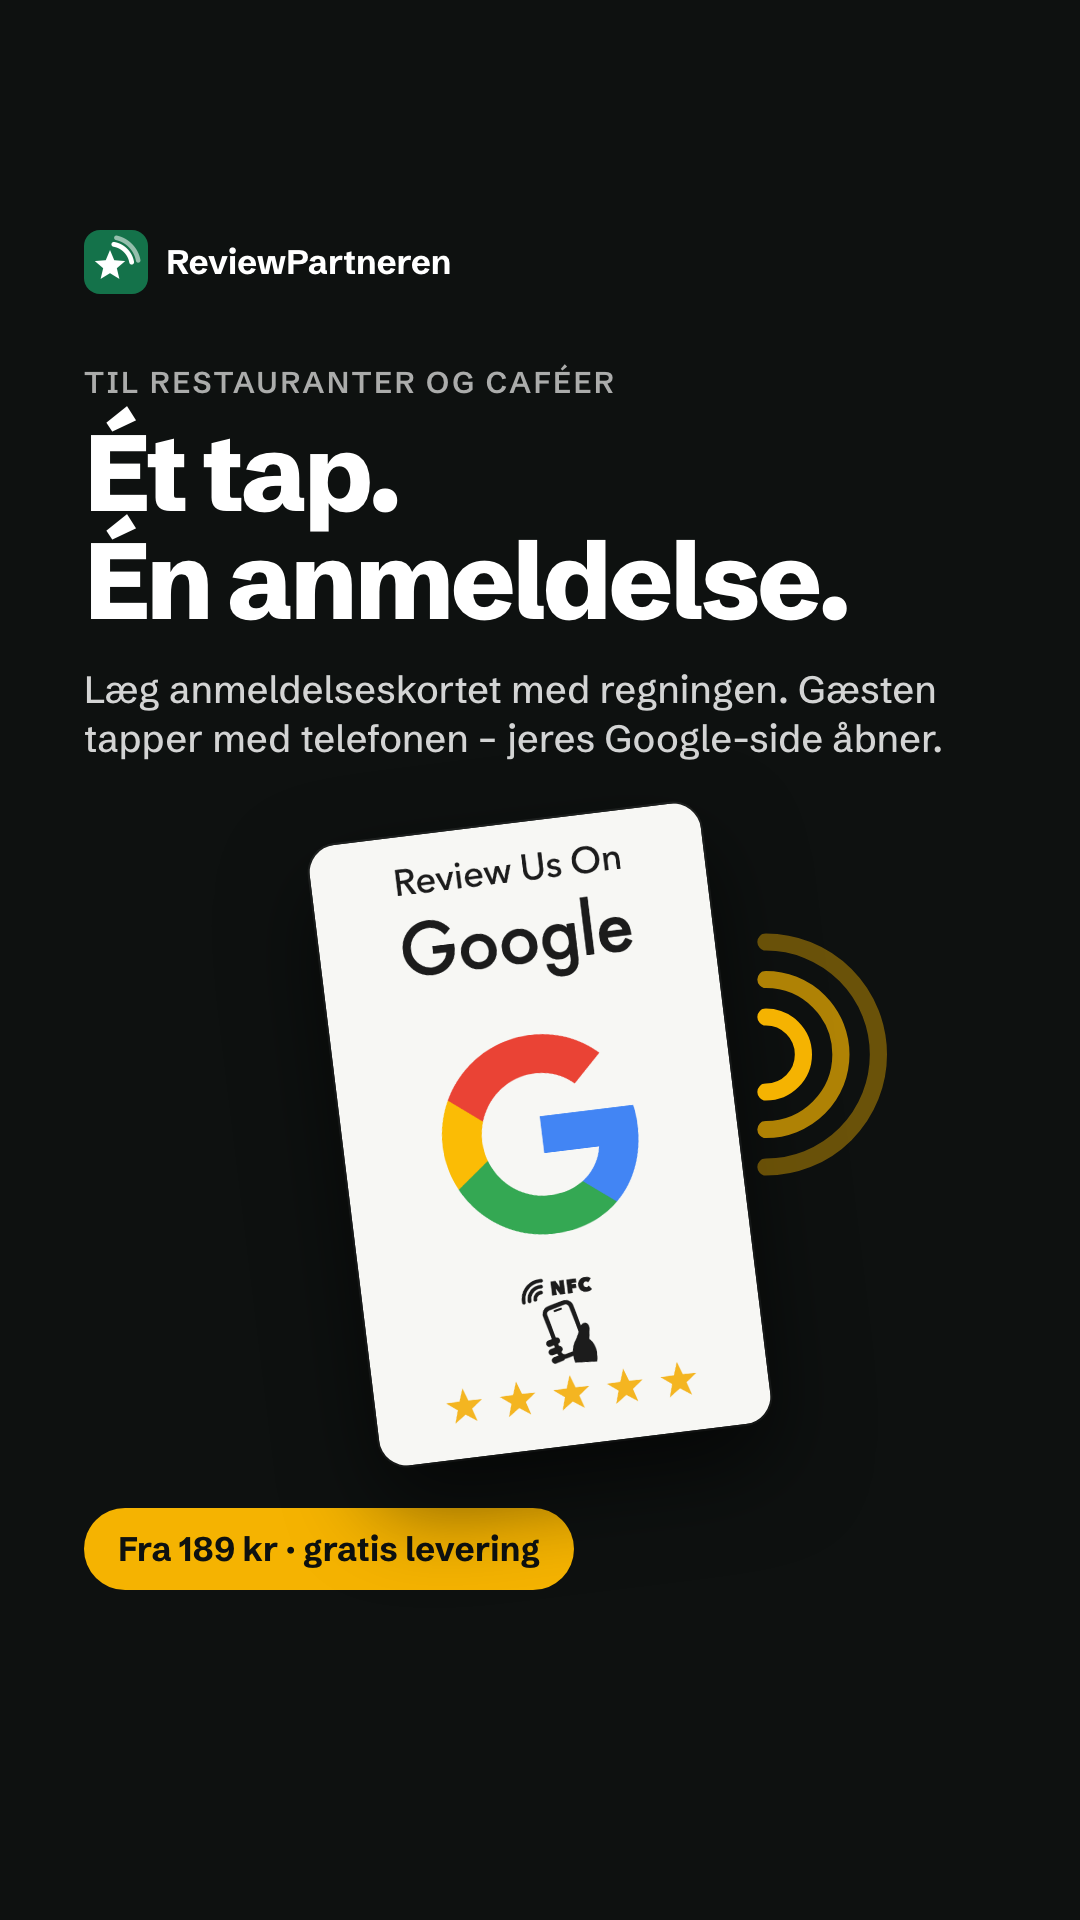 ReviewPartneren
TIL RESTAURANTER OG CAFÉER
Ét tap.
Én anmeldelse.
Læg anmeldelseskortet med regningen. Gæsten
tapper med telefonen – jeres Google-side åbner.
Review Us On
Google
NFC
Fra 189 kr · gratis levering